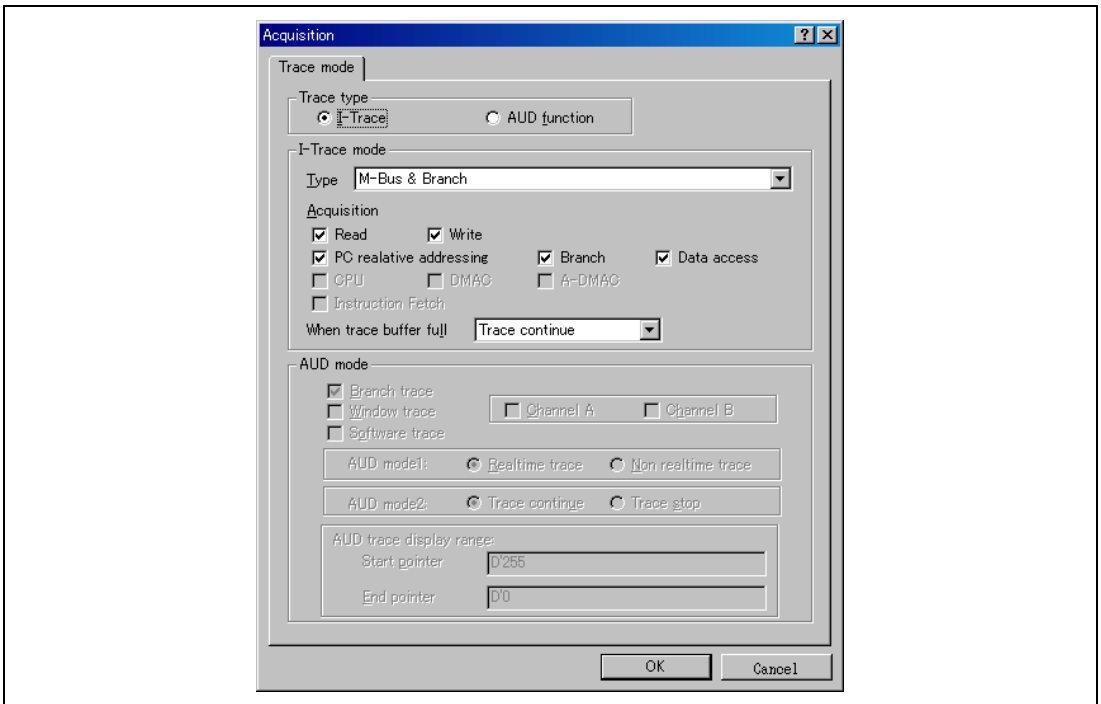 Acquisition
Trace mode
Trace type
I-Trace AUD function
I-Trace mode
Type M-Bus & Branch
Acquisition
Read Write
PC realative addressing Branch Data access
CPU DMAC A-DMAC
Instruction Fetch
When trace buffer full Trace continue
AUD mode
Branch trace
Window trace Channel A Channel B
Software trace
AUD mode1: Realtime trace Non realtime trace
AUD mode2: Trace continue Trace stop
AUD trace display range:
Start pointer D'255
End pointer D'0
OK Cancel